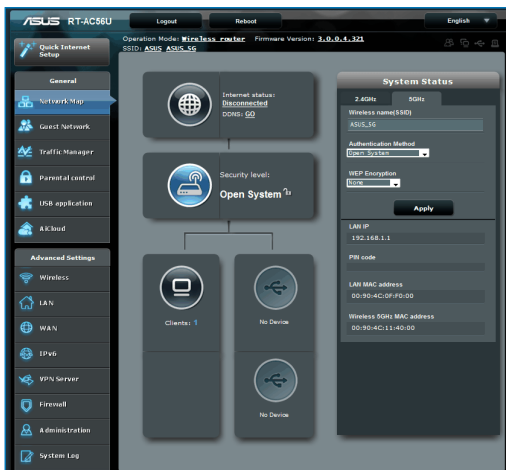 ASUS RT-AC56U
Logout
Reboot
English
Operation Mode: Wireless router Firmware Version: 3.0.0.4.321
SSID: ASUS ASUS_5G
Quick Internet
Setup
General
Network Map
Guest Network
Traffic Manager
Parental control
USB application
AiCloud
Advanced Settings
Wireless
LAN
WAN
IPv6
VPN Server
Firewall
Administration
System Log
Internet status:
Disconnected
DDNS: GO
Security level:
Open System
Clients: 1
No Device
No Device
System Status
2.4GHz
5GHz
Wireless name(SSID)
ASUS_5G
Authentication Method
Open System
WEP Encryption
None
Apply
LAN IP
192.168.1.1
PIN code
LAN MAC address
00:90:4C:0F:F0:00
Wireless 5GHz MAC address
00:90:4C:11:40:00